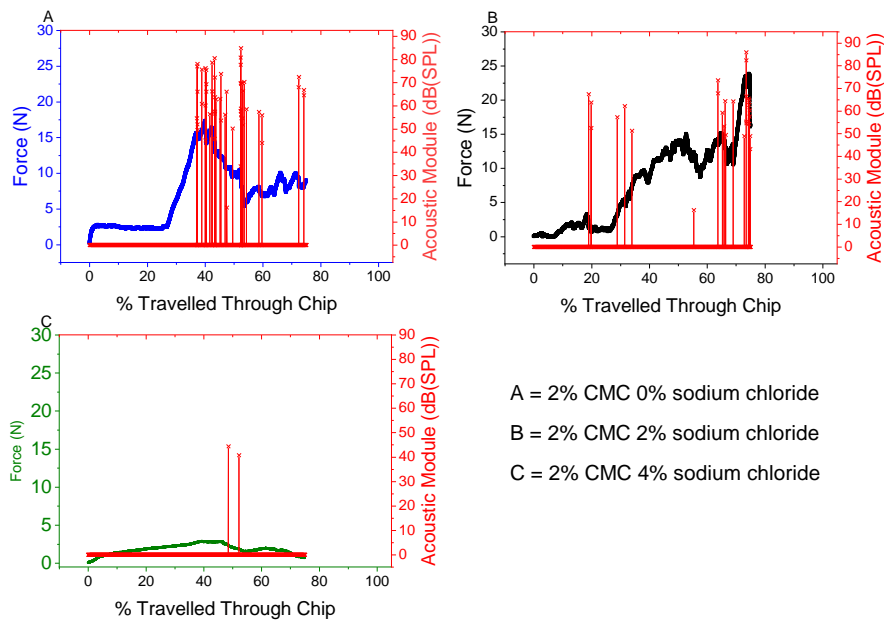 A
30
25
20
15
10
5
0
Force (N)
0 20 40 60 80 100
% Travelled Through Chip
90
80
70
60
50
40
30
20
10
0
Acoustic Module (dB(SPL))
B
30
25
20
15
10
5
0
Force (N)
0 20 40 60 80 100
% Travelled Through Chip
90
80
70
60
50
40
30
20
10
0
Acoustic Module (dB(SPL))
C
30
25
20
15
10
5
0
Force (N)
0 20 40 60 80 100
% Travelled Through Chip
90
80
70
60
50
40
30
20
10
0
Acoustic Module (dB(SPL))
A = 2% CMC 0% sodium chloride
B = 2% CMC 2% sodium chloride
C = 2% CMC 4% sodium chloride